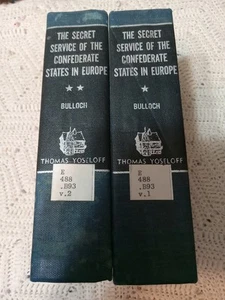 THE SECRET
SERVICE OF THE
CONFEDERATE
STATES IN EUROPE
★★
BULLOCH
THOMAS YOSELOFF
E
488
.B93
v.2
THE SECRET
SERVICE OF THE
CONFEDERATE
STATES IN EUROPE
★
BULLOCH
THOMAS YOSELOFF
E
488
.B93
v.1